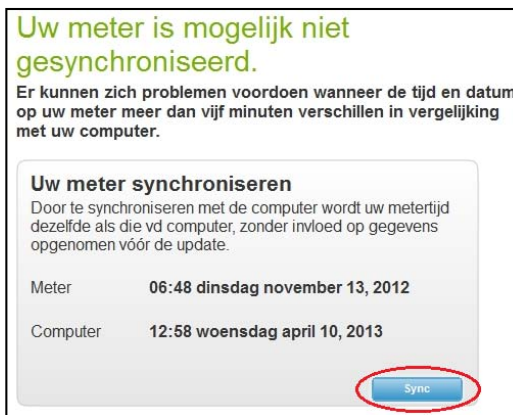 Uw meter is mogelijk niet
gesynchroniseerd.
Er kunnen zich problemen voordoen wanneer de tijd en datum
op uw meter meer dan vijf minuten verschillen in vergelijking
met uw computer.
Uw meter synchroniseren
Door te synchroniseren met de computer wordt uw metertijd
dezelfde als die vd computer, zonder invloed op gegevens
opgenomen vóór de update.
Meter 06:48 dinsdag november 13, 2012
Computer 12:58 woensdag april 10, 2013
Sync